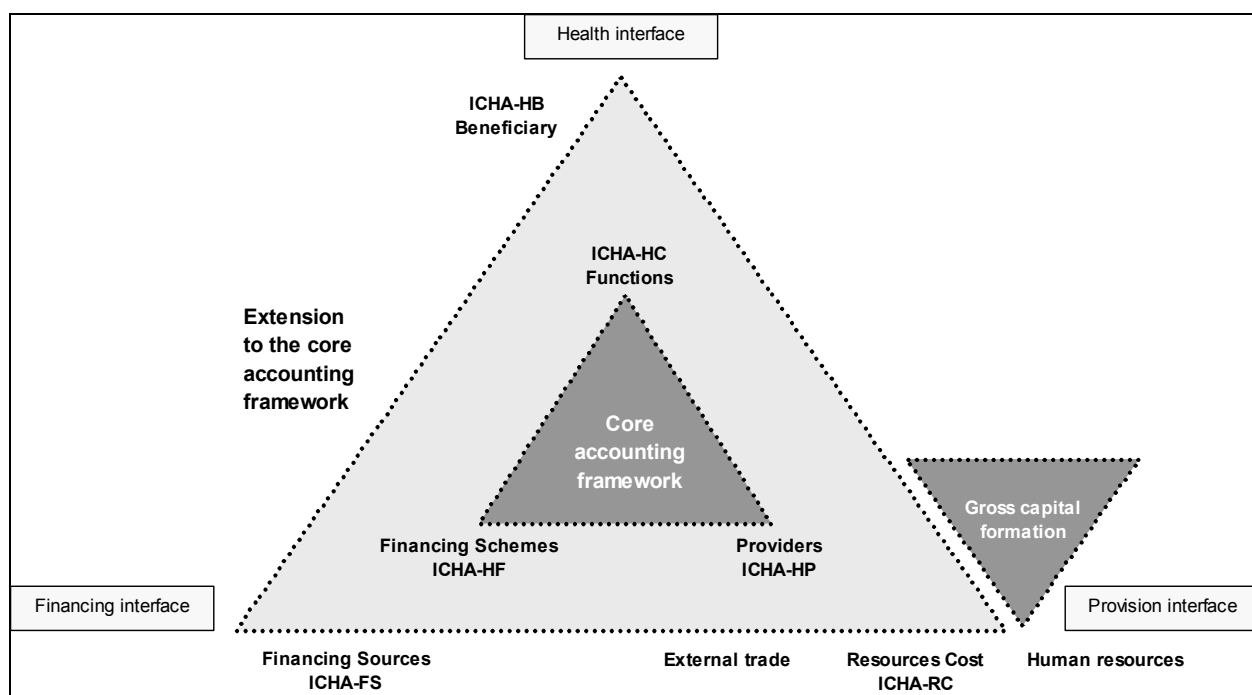 Health interface
ICHA-HB
Beneficiary
ICHA-HC
Functions
Extension
to the core
accounting
framework
Core
accounting
framework
Gross capital
formation
Financing Schemes
ICHA-HF
Providers
ICHA-HP
Financing interface
Provision interface
Financing Sources
ICHA-FS
External trade
Resources Cost
ICHA-RC
Human resources